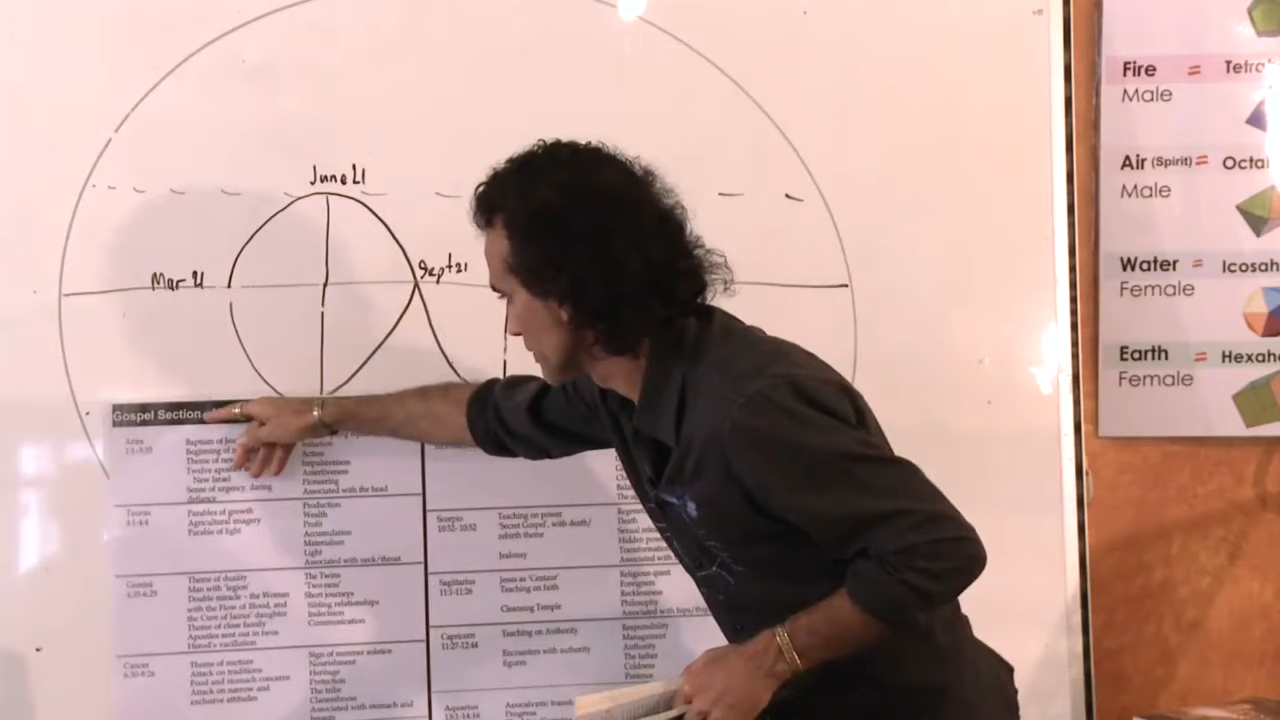 June 21
Mar 21
Sept 21
Gospel Section
Aries
1:1-3:35
Baptism of
Beginning of
Theme of new
Twelve
New Israel
Sense of urgency, daring
defiance
Initiation
Action
Impulsiveness
Assertiveness
Pioneering
Associated with the head
Taurus
4:1-4:4
Parables of growth
Agricultural imagery
Parable of light
Production
Wealth
Profit
Accumulation
Materialism
Light
Associated with neck/throat
Gemini
4:35-6:29
Theme of duality
Man with 'legion'
Double miracle - the Woman
with the Flow of Blood, and
the Cure of Jairus' daughter
Theme of close family
Apostles sent out in twos
Herod's vacillation
The Twins
'Two-ness'
Short journeys
Sibling relationships
Indecision
Communication
Cancer
6:30-8:26
Theme of nurture
Attack on traditions
Food and stomach concerns
Attack on narrow and
exclusive attitudes
Sign of summer solstice
Nourishment
Heritage
Protection
The tribe
Clannishness
Associated with stomach and
breasts
Scorpio
10:32- 10:52
Teaching on power
'Secret Gospel', with death/
rebirth theme
Jealousy
Death
Hidden
Associated
Sagittarius
11:1-11:26
Jesus as 'Centaur'
Teaching on faith
Cleansing Temple
Religious quest
Foreigners
Recklessness
Philosophy
Associated with hips/
Capricorn
11:27-12:44
Teaching on Authority
Encounters with authority
figures
Responsibility
Management
Authority
The father
Coldness
Patience
Aquarius
13:1-14:16
Apocalyptic
Progress
Fire = Tetra
Male
Air (Spirit) = Octa
Male
Water = Icosah
Female
Earth = Hexah
Female